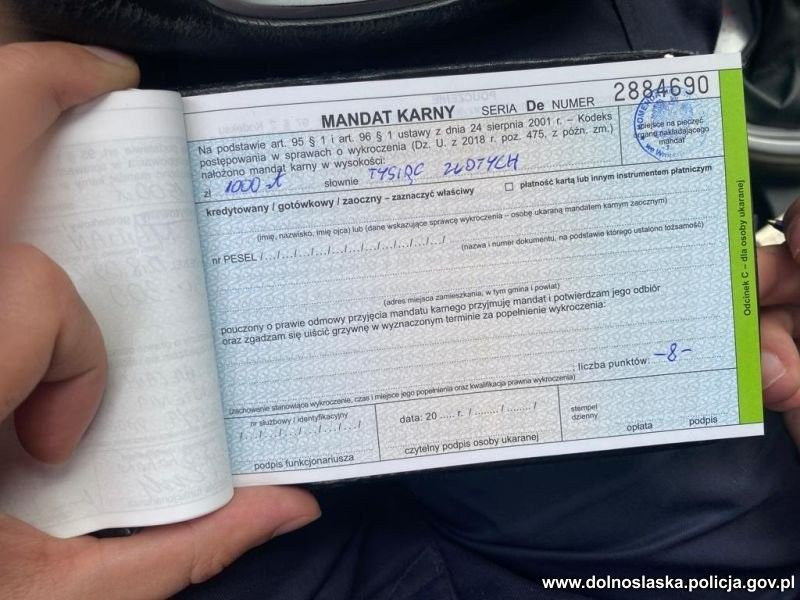 MANDAT KARNY SERIA De NUMER 2884690
Na podstawie art. 95 § 1 i art. 96 § 1 ustawy z dnia 24 sierpnia 2001 r. – Kodeks
postępowania w sprawach o wykroczenia (Dz. U. z 2018 r. poz. 475, z późn. zm.)
nałożono mandat karny w wysokości:
miejsce na pieczęć
organu nakładającego
mandat
zł 1000 słownie TYSIĄC ZŁOTYCH
kredytowany / gotówkowy / zaoczny – zaznaczyć właściwy
płatność kartą lub innym instrumentem płatniczym
(imię, nazwisko, imię ojca) lub (dane wskazujące sprawcę wykroczenia – osobę ukaraną mandatem karnym zaocznym)
nr PESEL /.../.../.../.../.../.../.../.../.../.../.../
(nazwa i numer dokumentu, na podstawie którego ustalono tożsamość)
(adres miejsca zamieszkania, w tym gmina i powiat)
pouczony o prawie odmowy przyjęcia mandatu karnego przyjmuję mandat i potwierdzam jego odbiór
oraz zgadzam się uiścić grzywnę w wyznaczonym terminie za popełnienie wykroczenia:
; liczba punktów: -8-
(zachowanie stanowiące wykroczenie, czas i miejsce jego popełnienia oraz kwalifikacja prawna wykroczenia)
nr służbowy / identyfikacyjny
/.../.../.../.../.../.../
podpis funkcjonariusza
data: 20 ..... r. / ........ / ........ /
czytelny podpis osoby ukaranej
stempel
dzienny
opłata podpis
Odcinek C – dla osoby ukaranej
www.dolnoslaska.policja.gov.pl